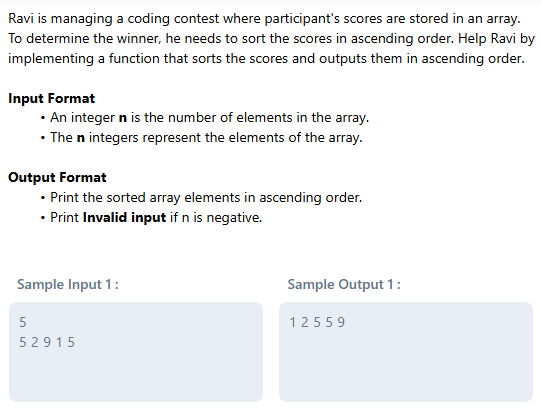 Ravi is managing a coding contest where participant's scores are stored in an array.
To determine the winner, he needs to sort the scores in ascending order. Help Ravi by
implementing a function that sorts the scores and outputs them in ascending order.
Input Format
• An integer n is the number of elements in the array.
• The n integers represent the elements of the array.
Output Format
• Print the sorted array elements in ascending order.
• Print Invalid input if n is negative.
Sample Input 1 :
5
5 2 9 1 5
Sample Output 1 :
1 2 5 5 9